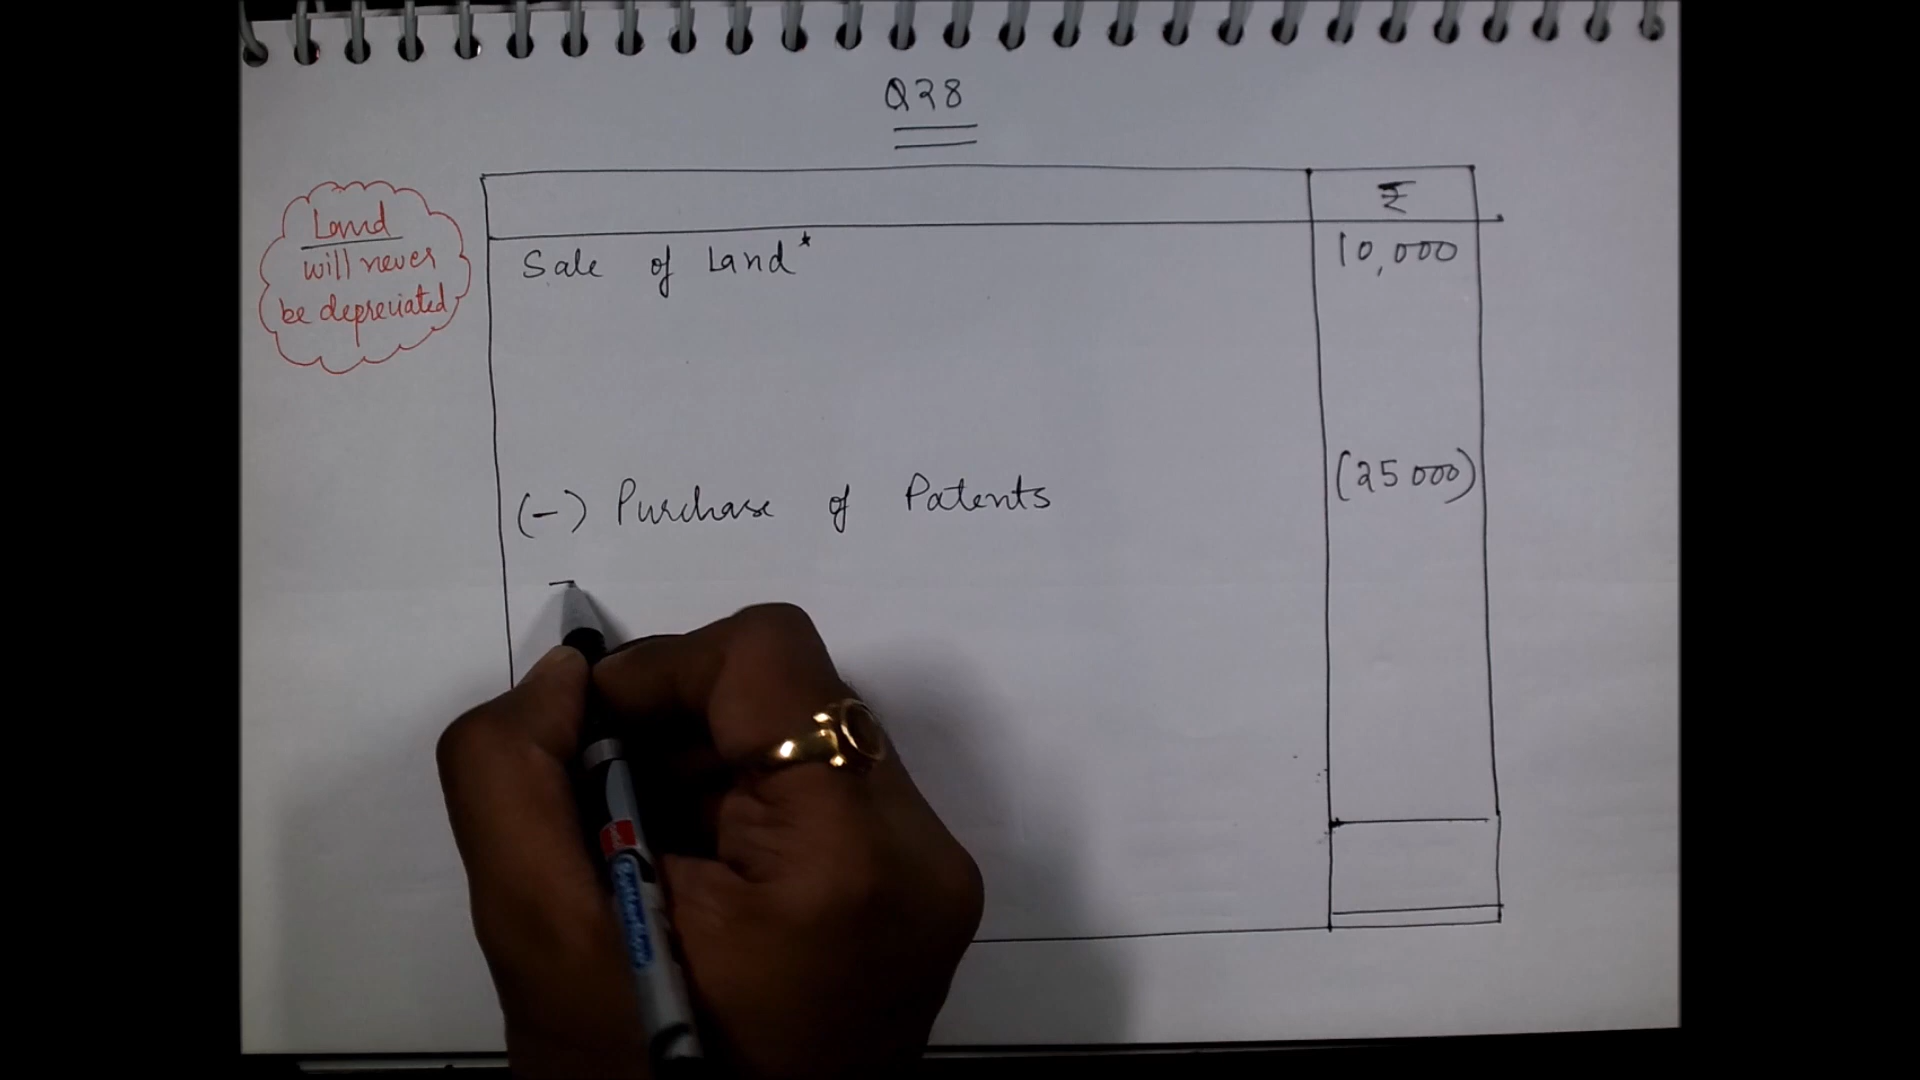 Q28
₹
Land
will never
be depreciated
Sale of Land* 10,000
(-) Purchase of Patents (25000)